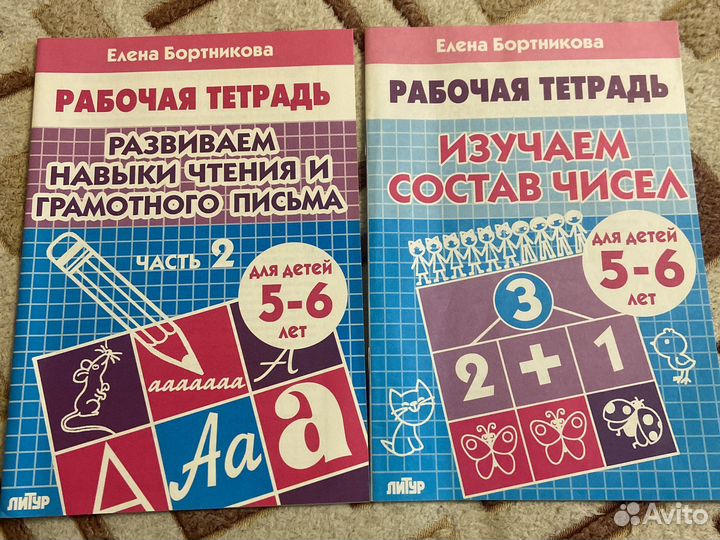 Елена Бортникова
РАБОЧАЯ ТЕТРАДЬ
РАЗВИВАЕМ
НАВЫКИ ЧТЕНИЯ И
ГРАМОТНОГО ПИСЬМА
ЧАСТЬ 2
для детей
5-6
лет
ааааааа
А
А
Аа
а
ЛИТУР
Елена Бортникова
РАБОЧАЯ ТЕТРАДЬ
ИЗУЧАЕМ
СОСТАВ ЧИСЕЛ
для детей
5-6
лет
3
2 + 1
ЛИТУР
Avito